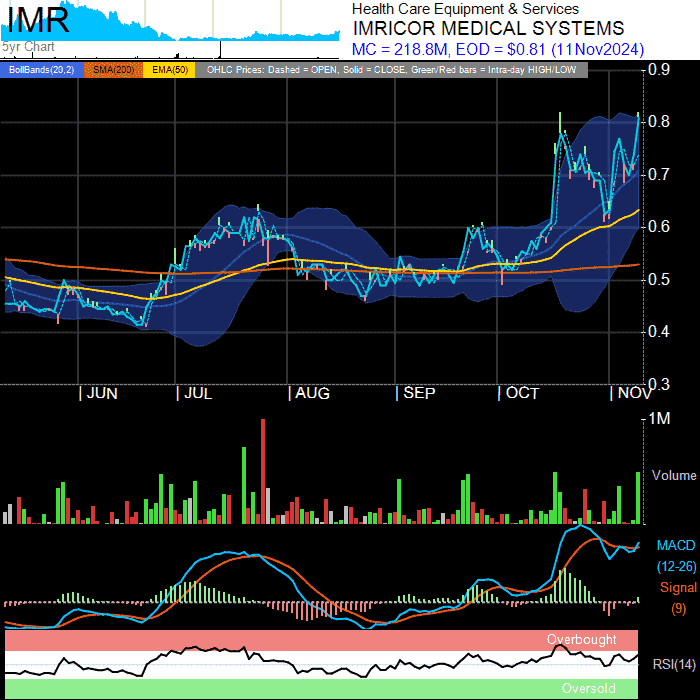 IMR
5yr Chart
Health Care Equipment & Services
IMRICOR MEDICAL SYSTEMS
MC = 218.8M, EOD = $0.81 (11Nov2024)
BollBands(20,2) SMA(200) EMA(50) OHLC Prices: Dashed = OPEN, Solid = CLOSE, Green/Red bars = Intra-day HIGH/LOW
0.9
0.8
0.7
0.6
0.5
0.4
0.3
JUN JUL AUG SEP OCT NOV
1M
Volume
MACD
(12-26)
Signal
(9)
Overbought
RSI(14)
Oversold